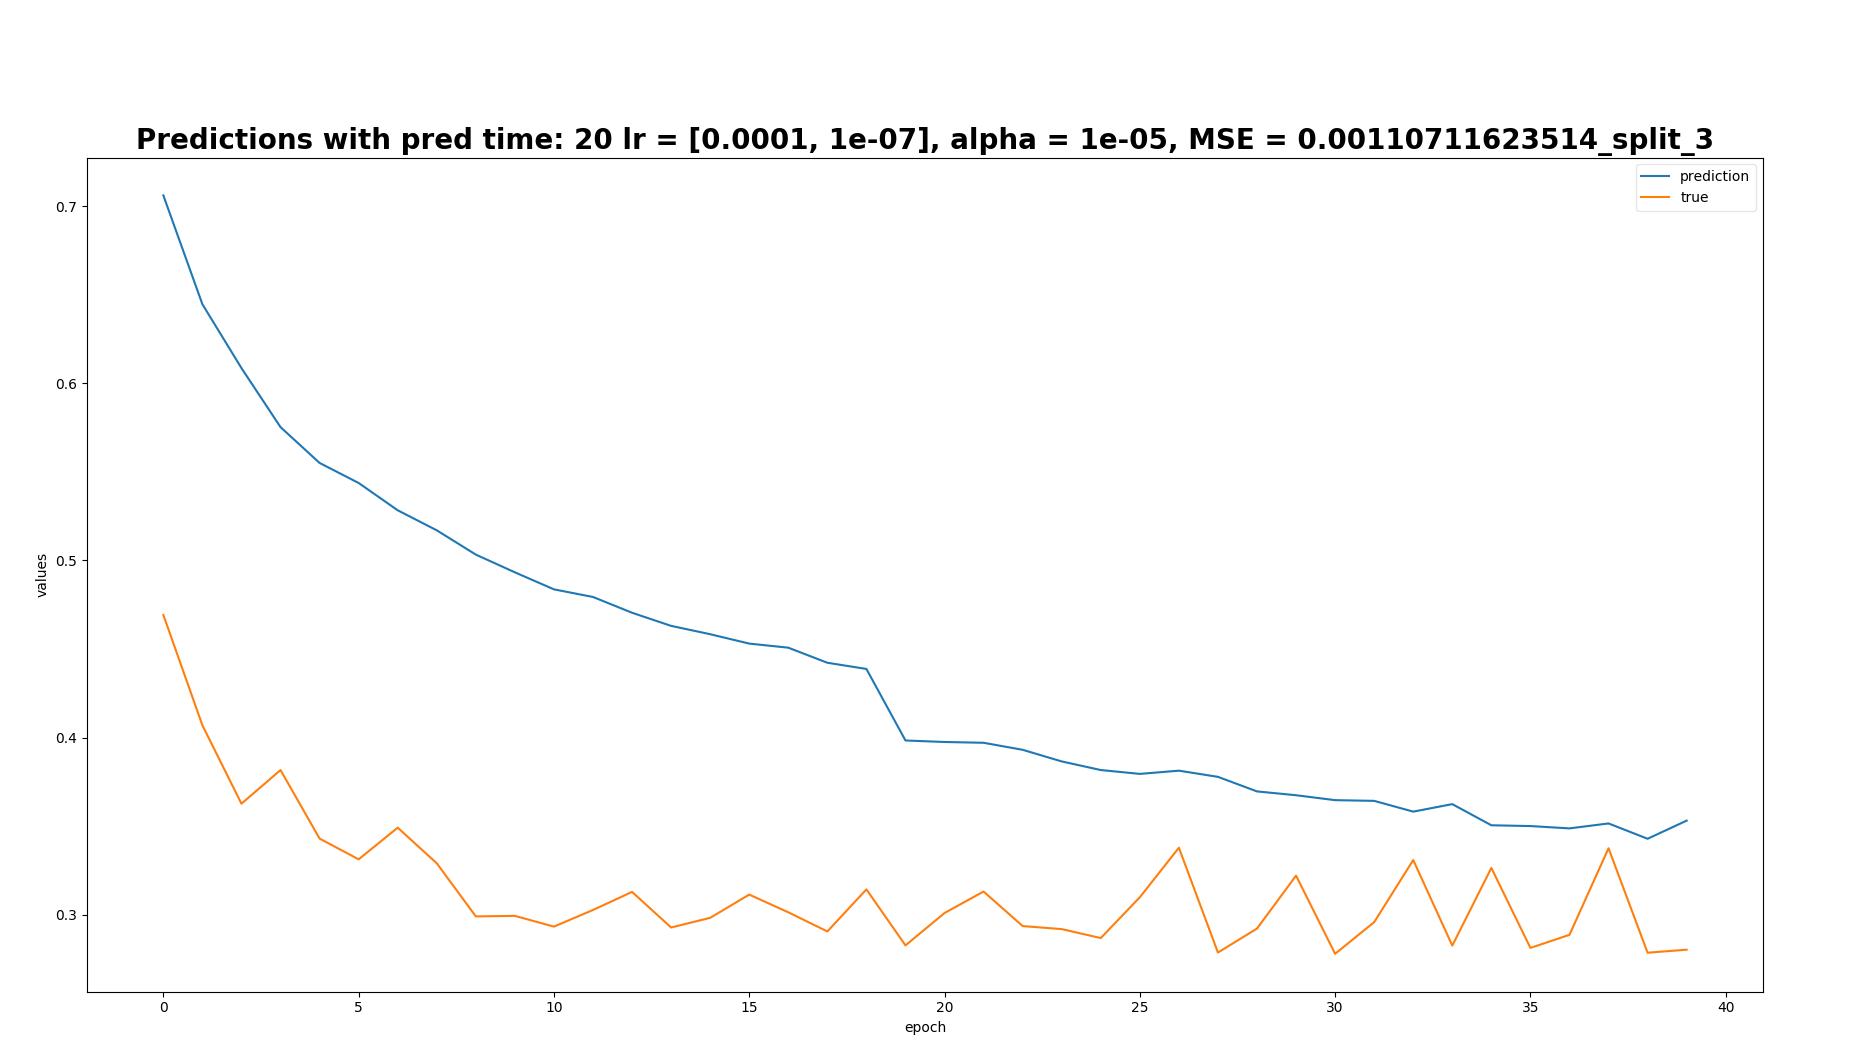 Predictions with pred time: 20 lr = [0.0001, 1e-07], alpha = 1e-05, MSE = 0.00110711623514_split_3
prediction
true
0.7
0.6
0.5
0.4
0.3
values
0 5 10 15 20 25 30 35 40
epoch